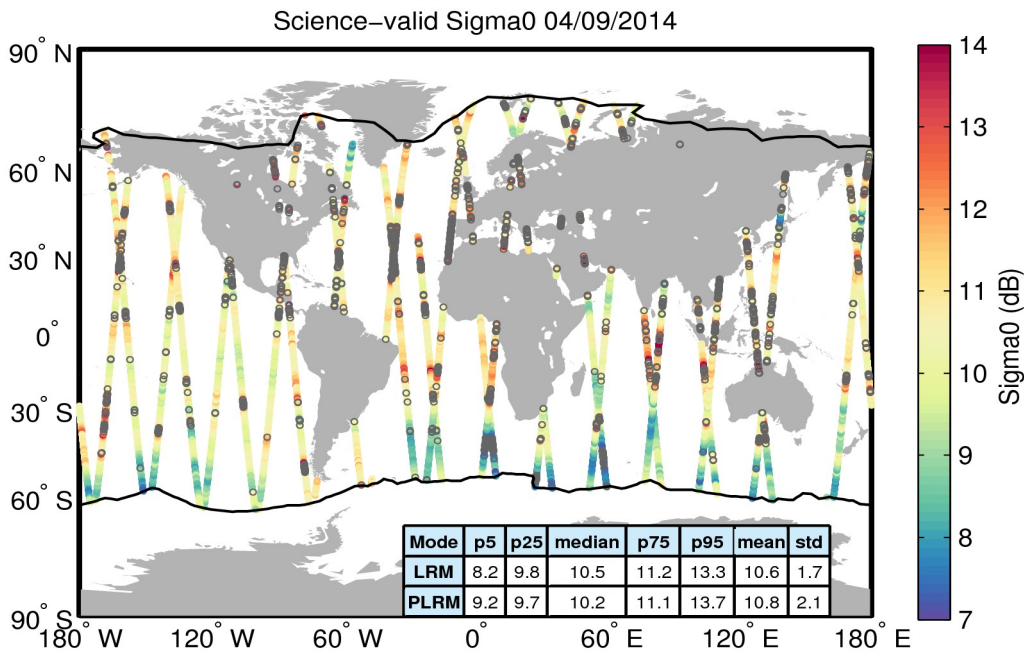 Science-valid Sigma0 04/09/2014
90° N
60° N
30° N
0°
30° S
60° S
90° S
180° W 120° W 60° W 0° 60° E 120° E 180° E
Mode p5 p25 median p75 p95 mean std
LRM 8.2 9.8 10.5 11.2 13.3 10.6 1.7
PLRM 9.2 9.7 10.2 11.1 13.7 10.8 2.1
14
13
12
11
10
9
8
7
Sigma0 (dB)